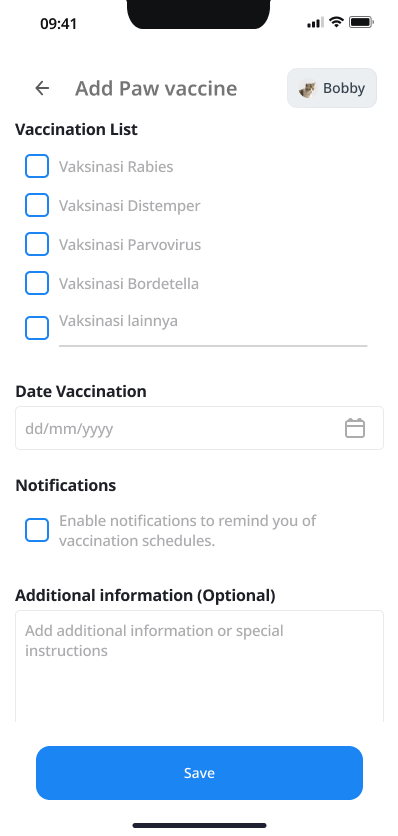 09:41
Add Paw vaccine
Bobby
Vaccination List
Vaksinasi Rabies
Vaksinasi Distemper
Vaksinasi Parvovirus
Vaksinasi Bordetella
Vaksinasi lainnya
Date Vaccination
dd/mm/yyyy
Notifications
Enable notifications to remind you of
vaccination schedules.
Additional information (Optional)
Add additional information or special
instructions
Save